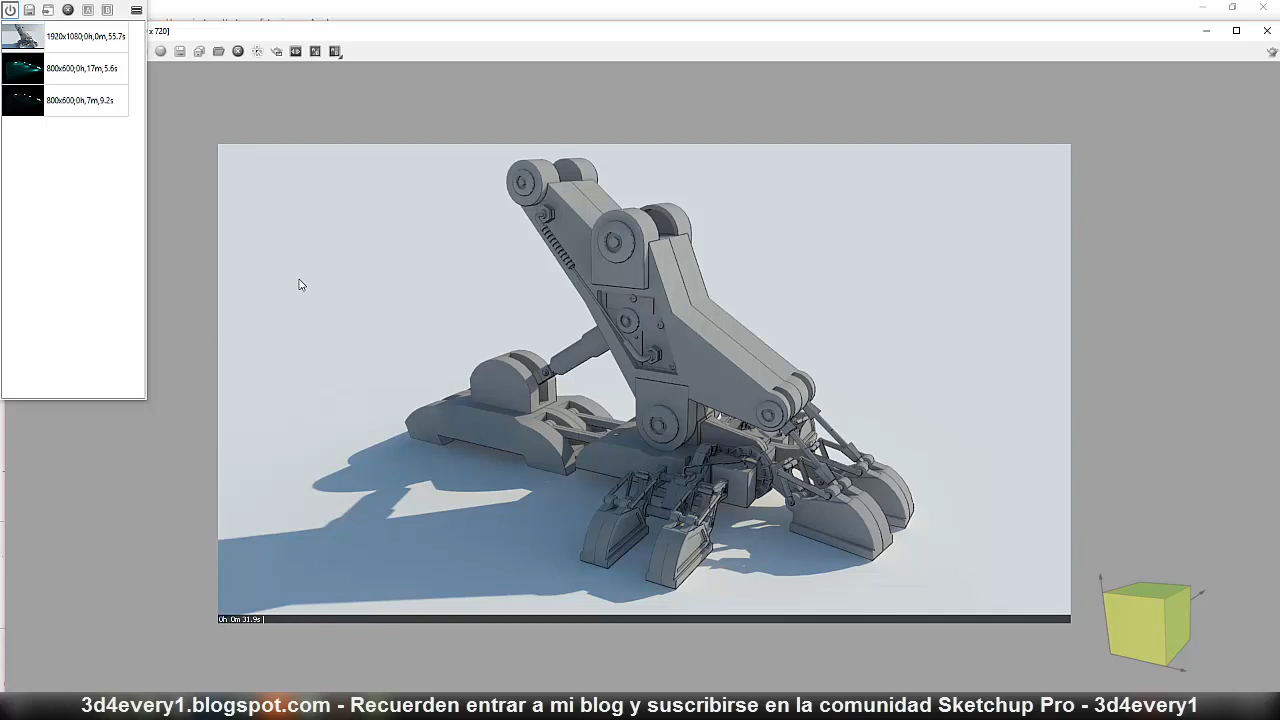 x 720]
1920x1080;0h,0m,55.7s
800x600;0h,17m,5.6s
800x600;0h,7m,9.2s
0h 0m 31.9s
3d4every1.blogspot.com - Recuerden entrar a mi blog y suscribirse en la comunidad Sketchup Pro - 3d4every1